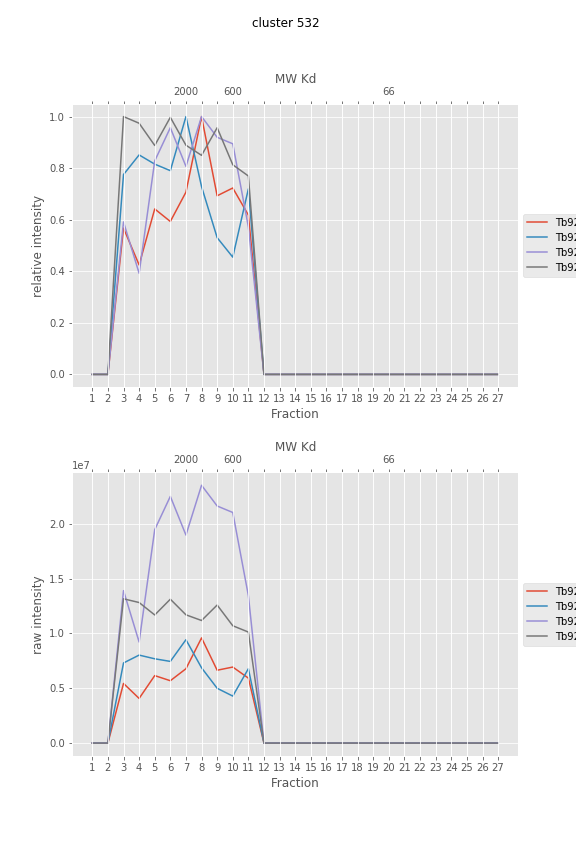 cluster 532
MW Kd
2000 600 66
1.0
0.8
0.6
0.4
0.2
0.0
relative intensity
Tb92
Tb92
Tb92
Tb92
1 2 3 4 5 6 7 8 9 10 11 12 13 14 15 16 17 18 19 20 21 22 23 24 25 26 27
Fraction
MW Kd
1e7 2000 600 66
2.0
1.5
1.0
0.5
0.0
raw intensity
Tb92
Tb92
Tb92
Tb92
1 2 3 4 5 6 7 8 9 10 11 12 13 14 15 16 17 18 19 20 21 22 23 24 25 26 27
Fraction